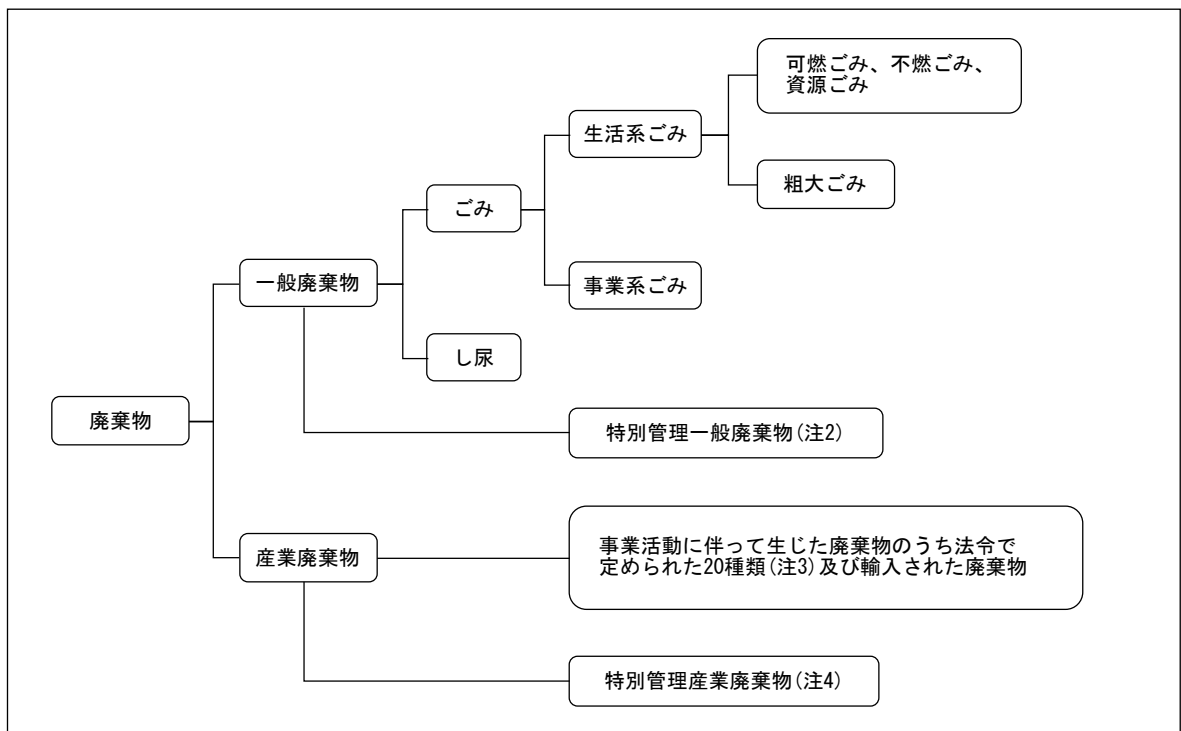 可燃ごみ、不燃ごみ、
資源ごみ
生活系ごみ
粗大ごみ
ごみ
事業系ごみ
一般廃棄物
し尿
廃棄物
特別管理一般廃棄物(注2)
産業廃棄物
事業活動に伴って生じた廃棄物のうち法令で
定められた20種類(注3)及び輸入された廃棄物
特別管理産業廃棄物(注4)